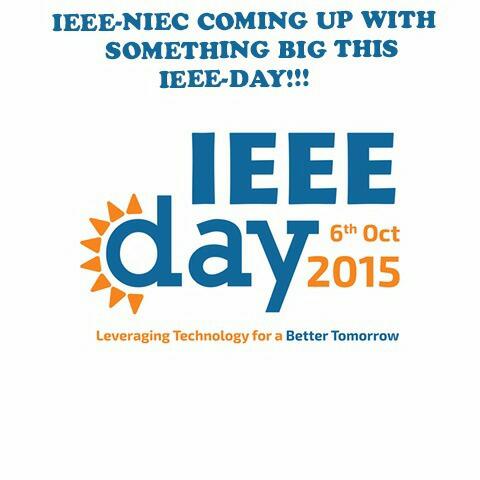 IEEE-NIEC COMING UP WITH
SOMETHING BIG THIS
IEEE-DAY!!!
IEEE
day
6th Oct
2015
Leveraging Technology for a Better Tomorrow